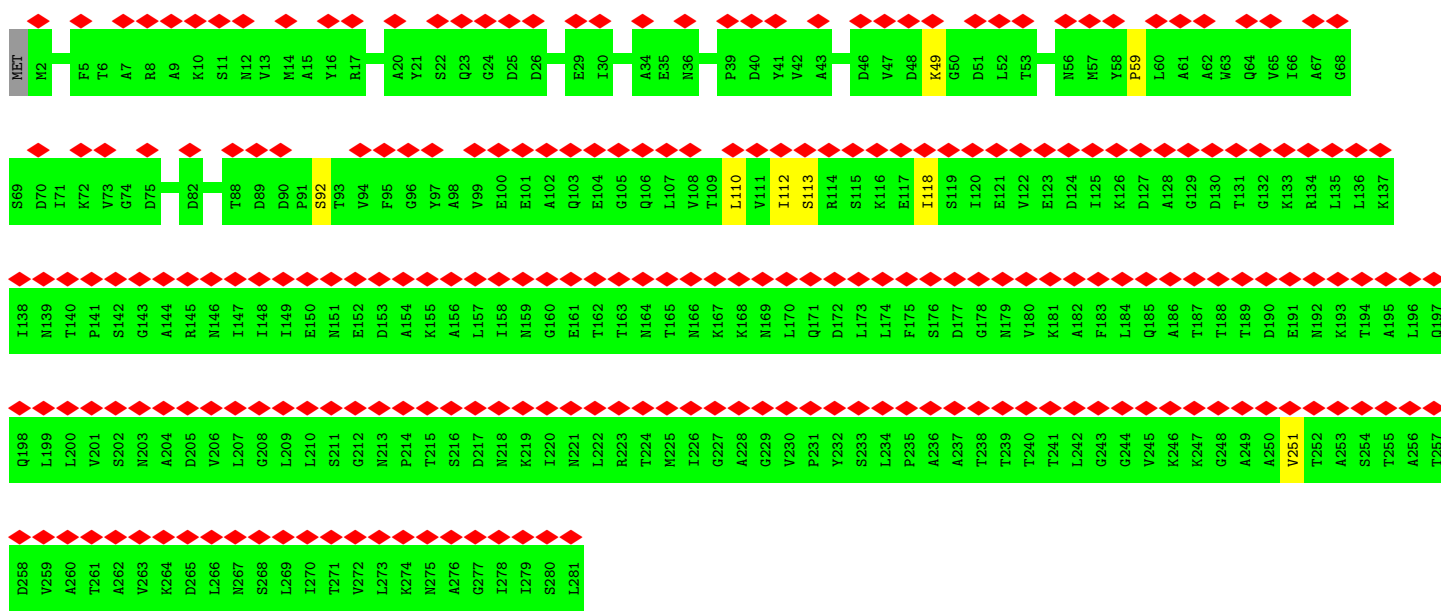 MET M2 F5 T6 A7 R8 A9 K10 S11 N12 V13 M14 A15 Y16 R17 A20 Y21 S22 Q23 G24 D25 D26 E29 I30 A34 E35 N36 P39 D40 Y41 V42 A43 D46 V47 D48 K49 G50 D51 L52 T53 N56 M57 Y58 P59 L60 A61 A62 W63 Q64 V65 I66 A67 G68
S69 D70 I71 K72 V73 G74 D75 D82 T88 D89 D90 P91 S92 T93 V94 F95 G96 Y97 A98 V99 E100 E101 A102 Q103 E104 G105 Q106 L107 V108 T109 L110 V111 I112 S113 R114 S115 K116 E117 I118 S119 I120 E121 V122 E123 D124 I125 K126 D127 A128 G129 D130 T131 G132 K133 R134 L135 L136 K137
I138 N139 T140 P141 S142 G143 A144 R145 N146 I147 I148 I149 E150 N151 E152 D153 A154 K155 A156 L157 I158 N159 G160 E161 T162 T163 N164 T165 N166 K167 K168 N169 L170 Q171 D172 L173 L174 F175 S176 D177 G178 N179 V180 K181 A182 F183 L184 Q185 A186 T187 T188 T189 D190 E191 N192 K193 T194 A195 L196 Q197
Q198 L199 L200 V201 S202 N203 A204 D205 V206 L207 G208 L209 L210 S211 G212 N213 P214 T215 S216 D217 N218 K219 I220 N221 L222 R223 T224 M225 I226 G227 A228 G229 V230 P231 Y232 S233 L234 P235 A236 A237 T238 T239 T240 T241 L242 G243 G244 V245 K246 K247 G248 A249 A250 V251 T252 A253 S254 T255 A256 T257
D258 V259 A260 T261 A262 V263 K264 D265 L266 N267 S268 L269 I270 T271 V272 L273 K274 N275 A276 G277 I278 I279 S280 L281